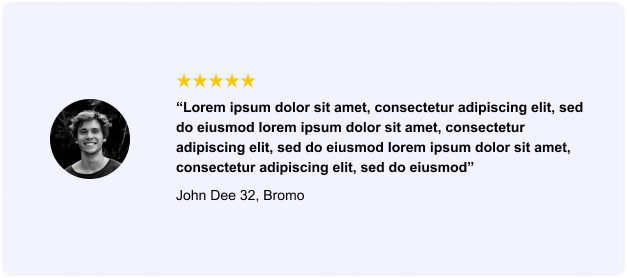 “Lorem ipsum dolor sit amet, consectetur adipiscing elit, sed
do eiusmod lorem ipsum dolor sit amet, consectetur
adipiscing elit, sed do eiusmod lorem ipsum dolor sit amet,
consectetur adipiscing elit, sed do eiusmod”
John Dee 32, Bromo